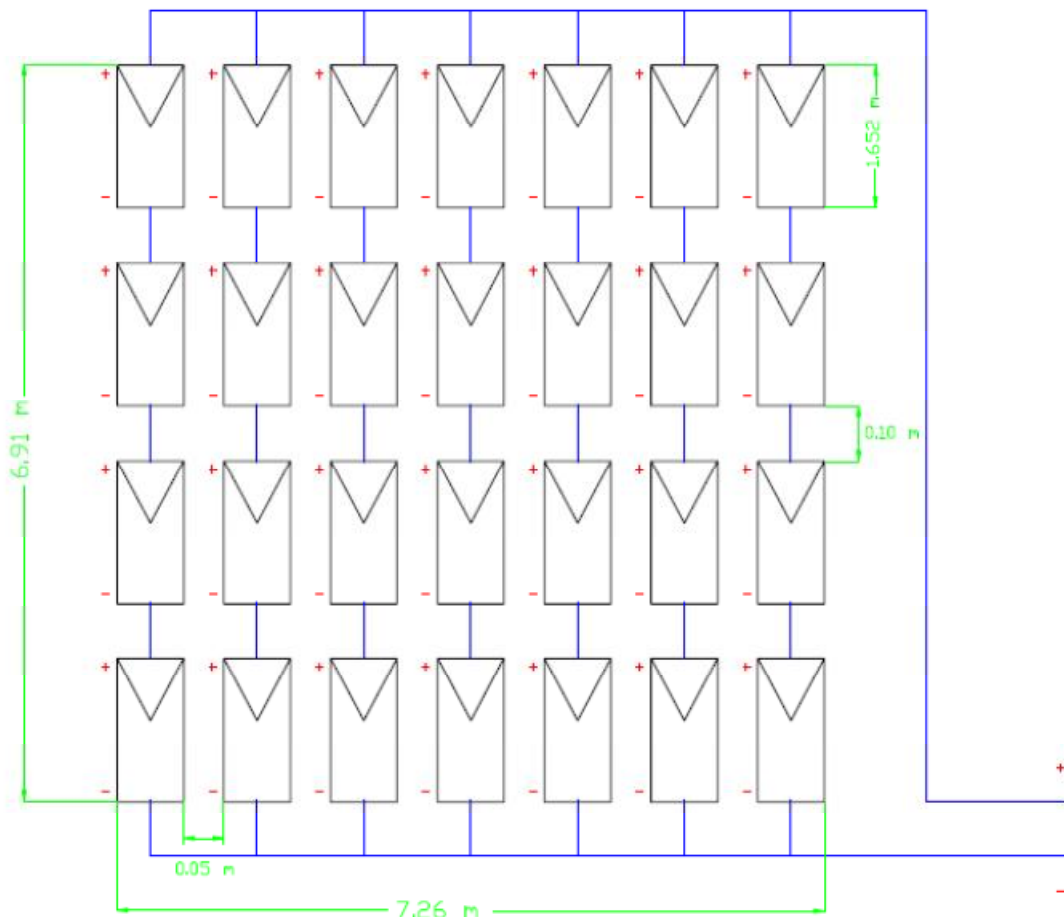 + + + + + + +
1.652 m
- - - - - - -
+ + + + + + +
- - - - - - -
0.10 m
6.91 m
+ + + + + + +
- - - - - - -
+ + + + + + +
+
- - - - - - -
0.05 m
-
7.26 m